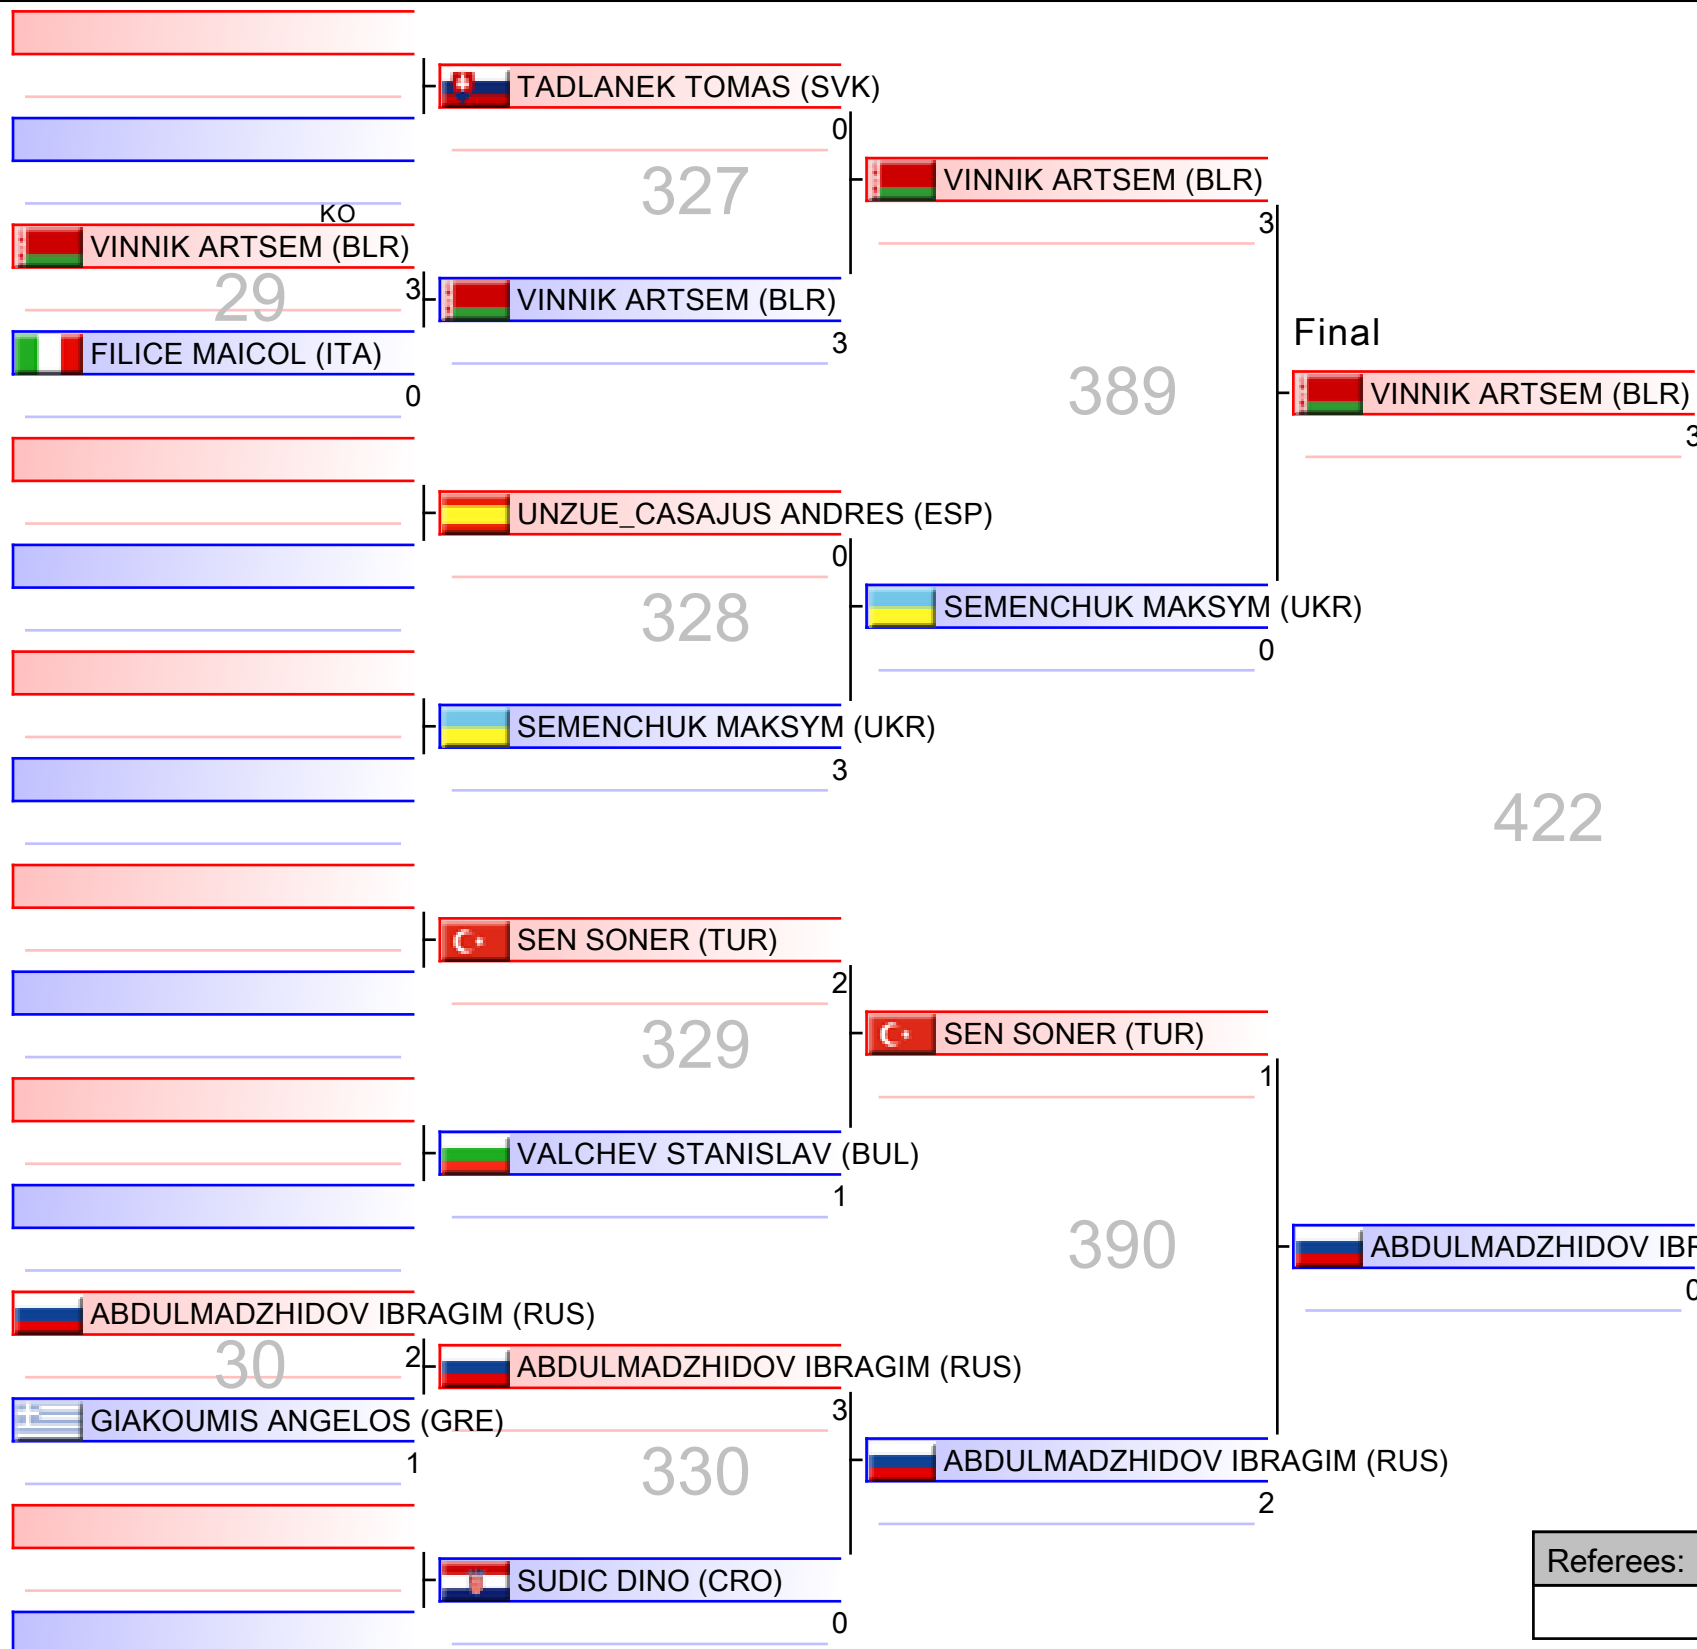 TADLANEK TOMAS (SVK)
0
327
VINNIK ARTSEM (BLR)
3
KO
VINNIK ARTSEM (BLR)
29
3
VINNIK ARTSEM (BLR)
3
FILICE MAICOL (ITA)
0
389
Final
VINNIK ARTSEM (BLR)
3
UNZUE_CASAJUS ANDRES (ESP)
0
328
SEMENCHUK MAKSYM (UKR)
0
SEMENCHUK MAKSYM (UKR)
3
422
SEN SONER (TUR)
2
329
SEN SONER (TUR)
1
VALCHEV STANISLAV (BUL)
1
390
ABDULMADZHIDOV IBR
0
ABDULMADZHIDOV IBRAGIM (RUS)
30
2
ABDULMADZHIDOV IBRAGIM (RUS)
3
GIAKOUMIS ANGELOS (GRE)
1
330
ABDULMADZHIDOV IBRAGIM (RUS)
2
SUDIC DINO (CRO)
0
Referees: